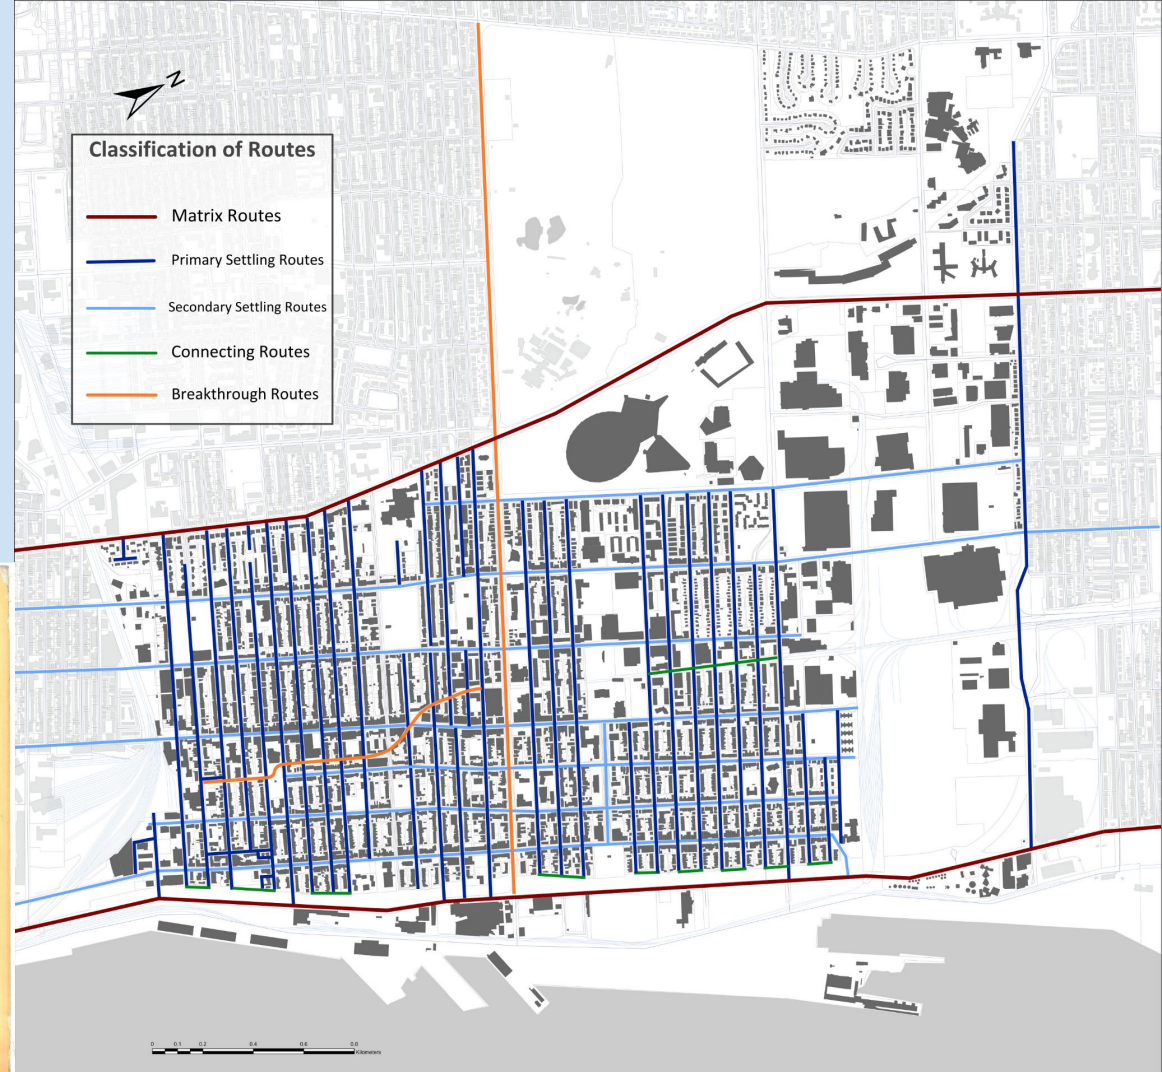 N
Classification of Routes
Matrix Routes
Primary Settling Routes
Secondary Settling Routes
Connecting Routes
Breakthrough Routes
0 0.1 0.2 0.4 0.6 0.8
Kilometers